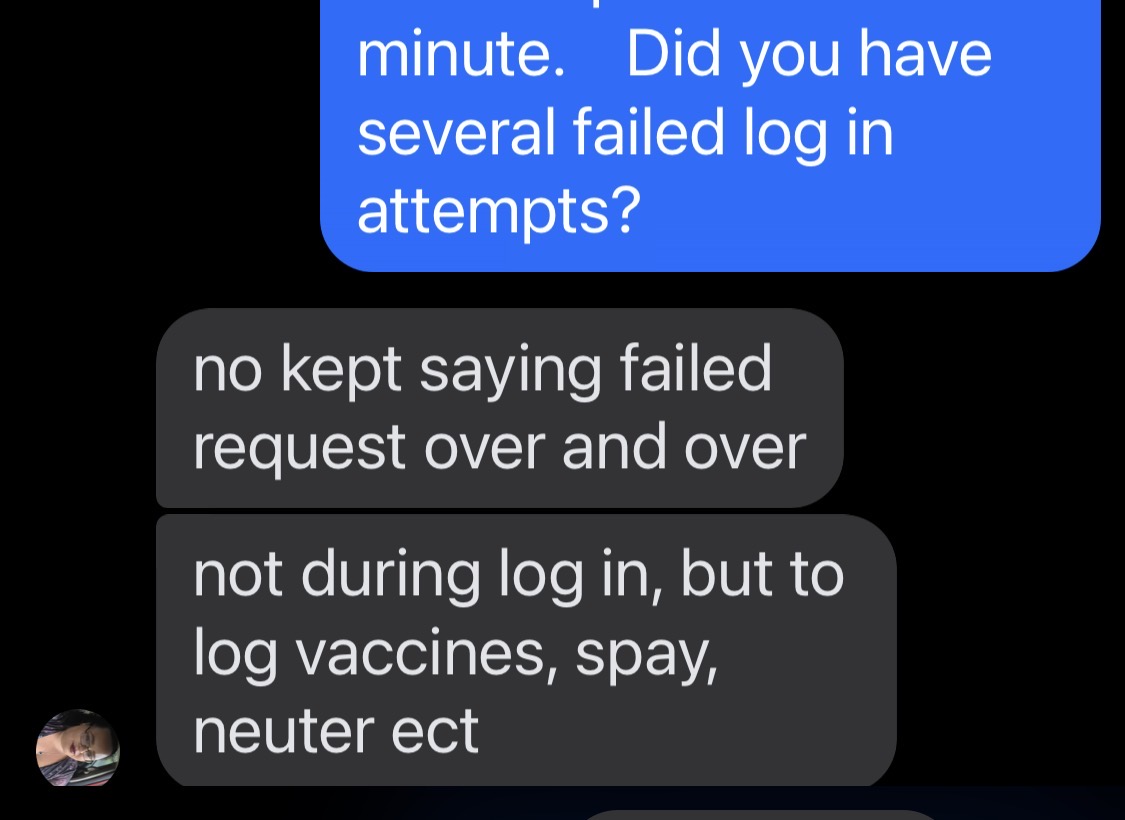 minute.    Did you have
several failed log in
attempts?
no kept saying failed
request over and over
not during log in, but to
log vaccines, spay,
neuter ect